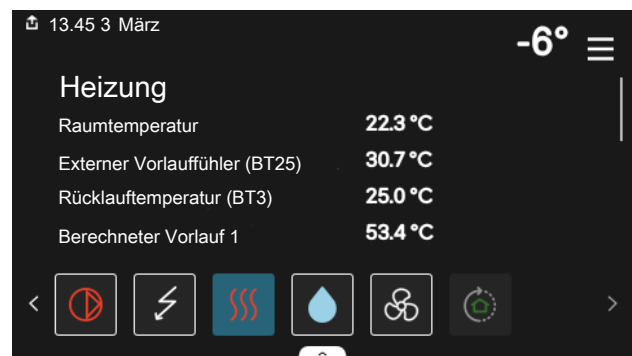 13.45 3 März
-6°
Heizung
Raumtemperatur 22.3 °C
Externer Vorlauffühler (BT25) 30.7 °C
Rücklauftemperatur (BT3) 25.0 °C
Berechneter Vorlauf 1 53.4 °C